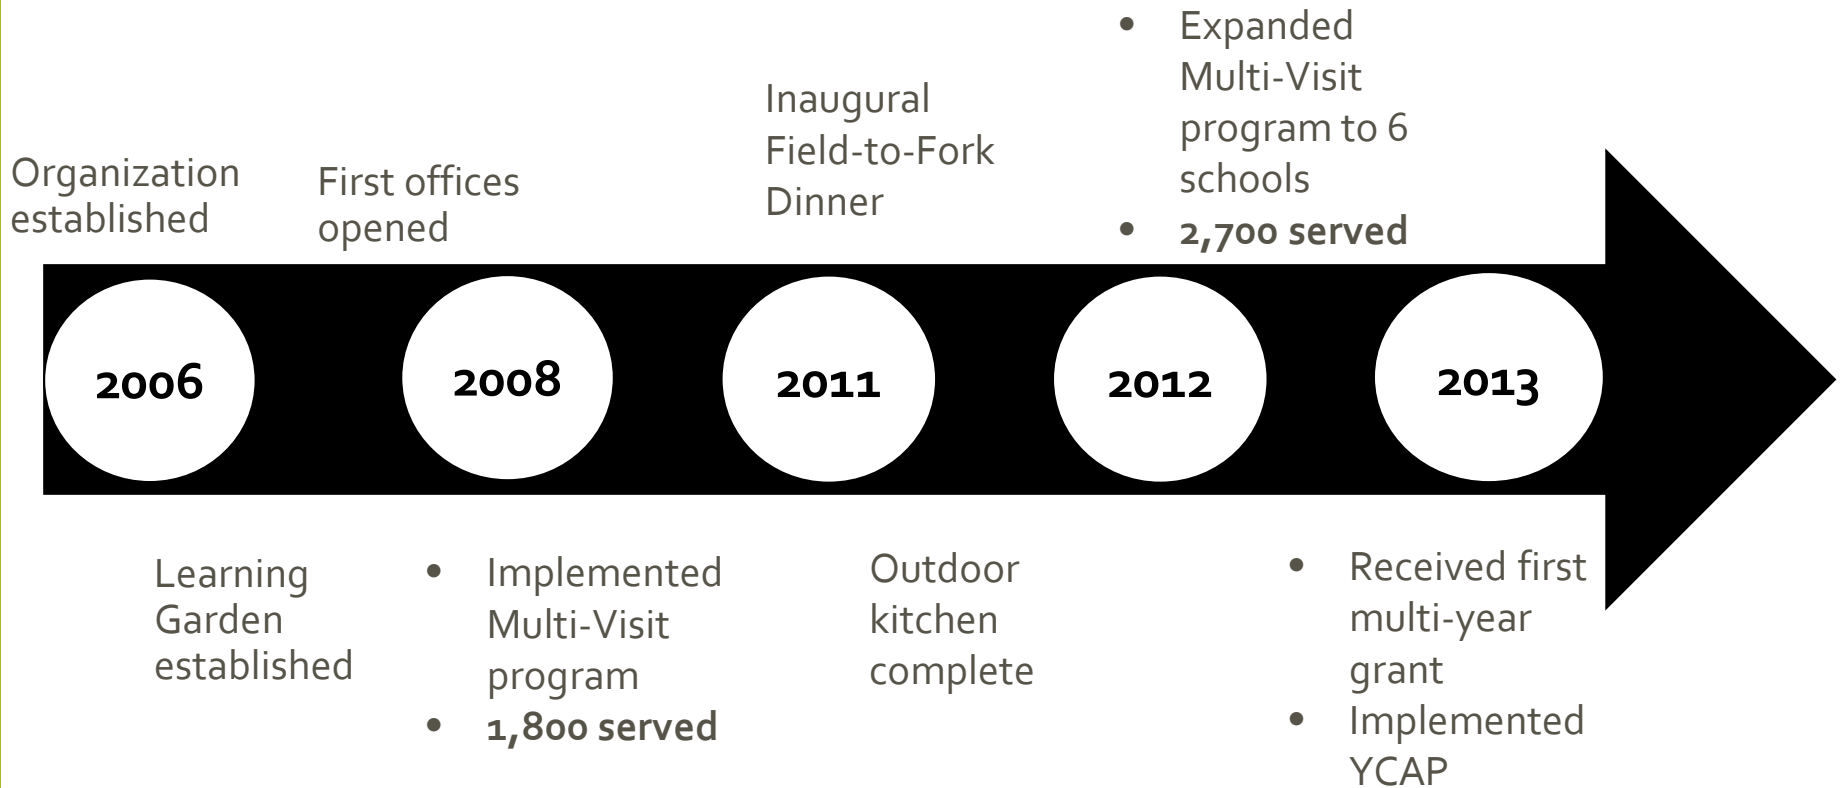 Organization
established
First offices
opened
Inaugural
Field-to-Fork
Dinner
• Expanded
Multi-Visit
program to 6
schools
• 2,700 served
2006
2008
2011
2012
2013
Learning
Garden
established
• Implemented
Multi-Visit
program
• 1,800 served
Outdoor
kitchen
complete
• Received first
multi-year
grant
• Implemented
YCAP